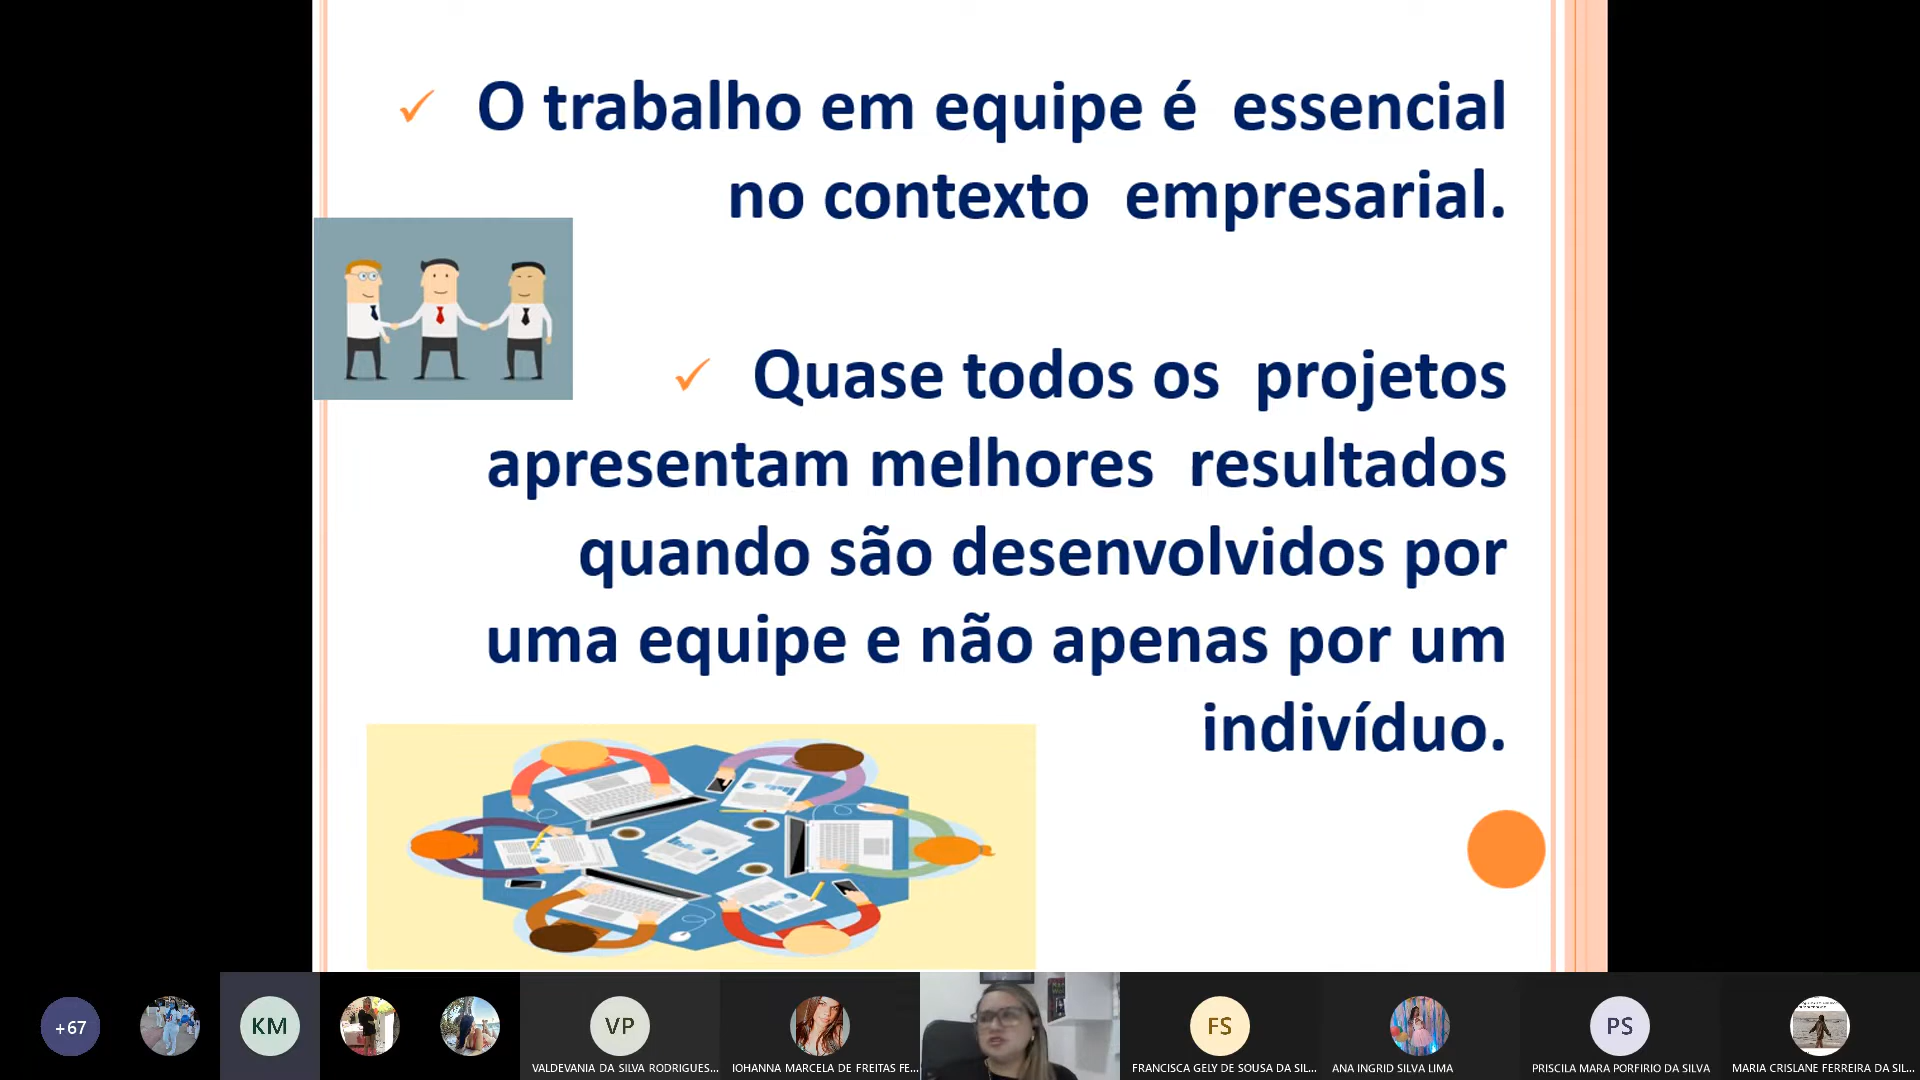 ✓ O trabalho em equipe é essencial
no contexto empresarial.
✓ Quase todos os projetos
apresentam melhores resultados
quando são desenvolvidos por
uma equipe e não apenas por um
indivíduo.
+67
KM
VP
VALDEVANIA DA SILVA RODRIGUES...
IOHANNA MARCELA DE FREITAS FE...
FS
FRANCISCA GELY DE SOUSA DA SIL...
ANA INGRID SILVA LIMA
PS
PRISCILA MARA PORFIRIO DA SILVA
MARIA CRISLANE FERREIRA DA SIL...